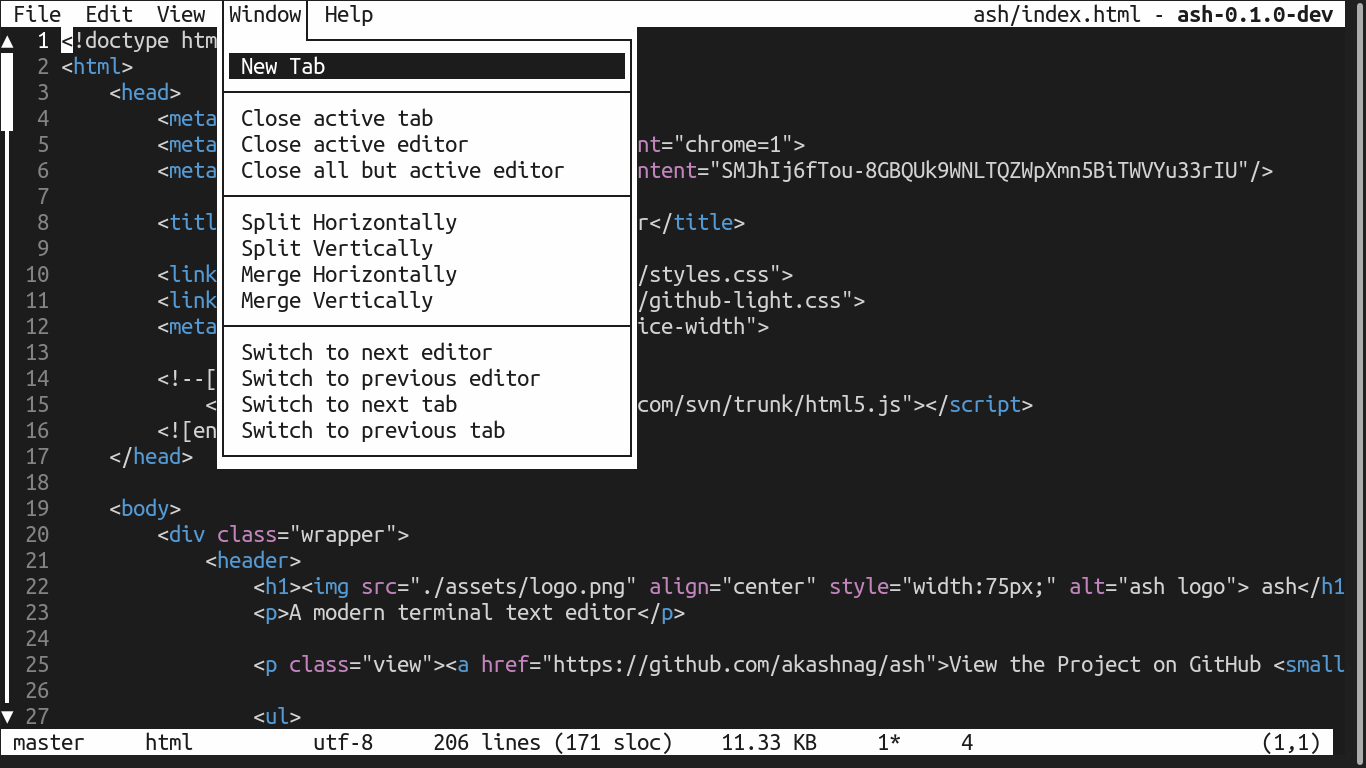 File  Edit  View  Window  Help  ash/index.html - ash-0.1.0-dev
▲ 1 <!doctype htm
New Tab
2 <html>
3 <head>
4 <meta
Close active tab
5 <meta
Close active editor
nt="chrome=1">
6 <meta
Close all but active editor
ntent="SMJhIj6fTou-8GBQUk9WNLTQZWpXmn5BiTWVYu33rIU"/>
7
8 <titl
Split Horizontally
r</title>
9
Split Vertically
10 <link
Merge Horizontally
/styles.css">
11 <link
Merge Vertically
/github-light.css">
12 <meta
ice-width">
13
Switch to next editor
14 <!--[
Switch to previous editor
15 <
Switch to next tab
com/svn/trunk/html5.js"></script>
16 <![en
Switch to previous tab
17 </head>
18
19 <body>
20 <div class="wrapper">
21 <header>
22 <h1><img src="./assets/logo.png" align="center" style="width:75px;" alt="ash logo"> ash</h1
23 <p>A modern terminal text editor</p>
24
25 <p class="view"><a href="https://github.com/akashnag/ash">View the Project on GitHub <small
26
▼ 27 <ul>
master  html  utf-8  206 lines (171 sloc)  11.33 KB  1*  4  (1,1)